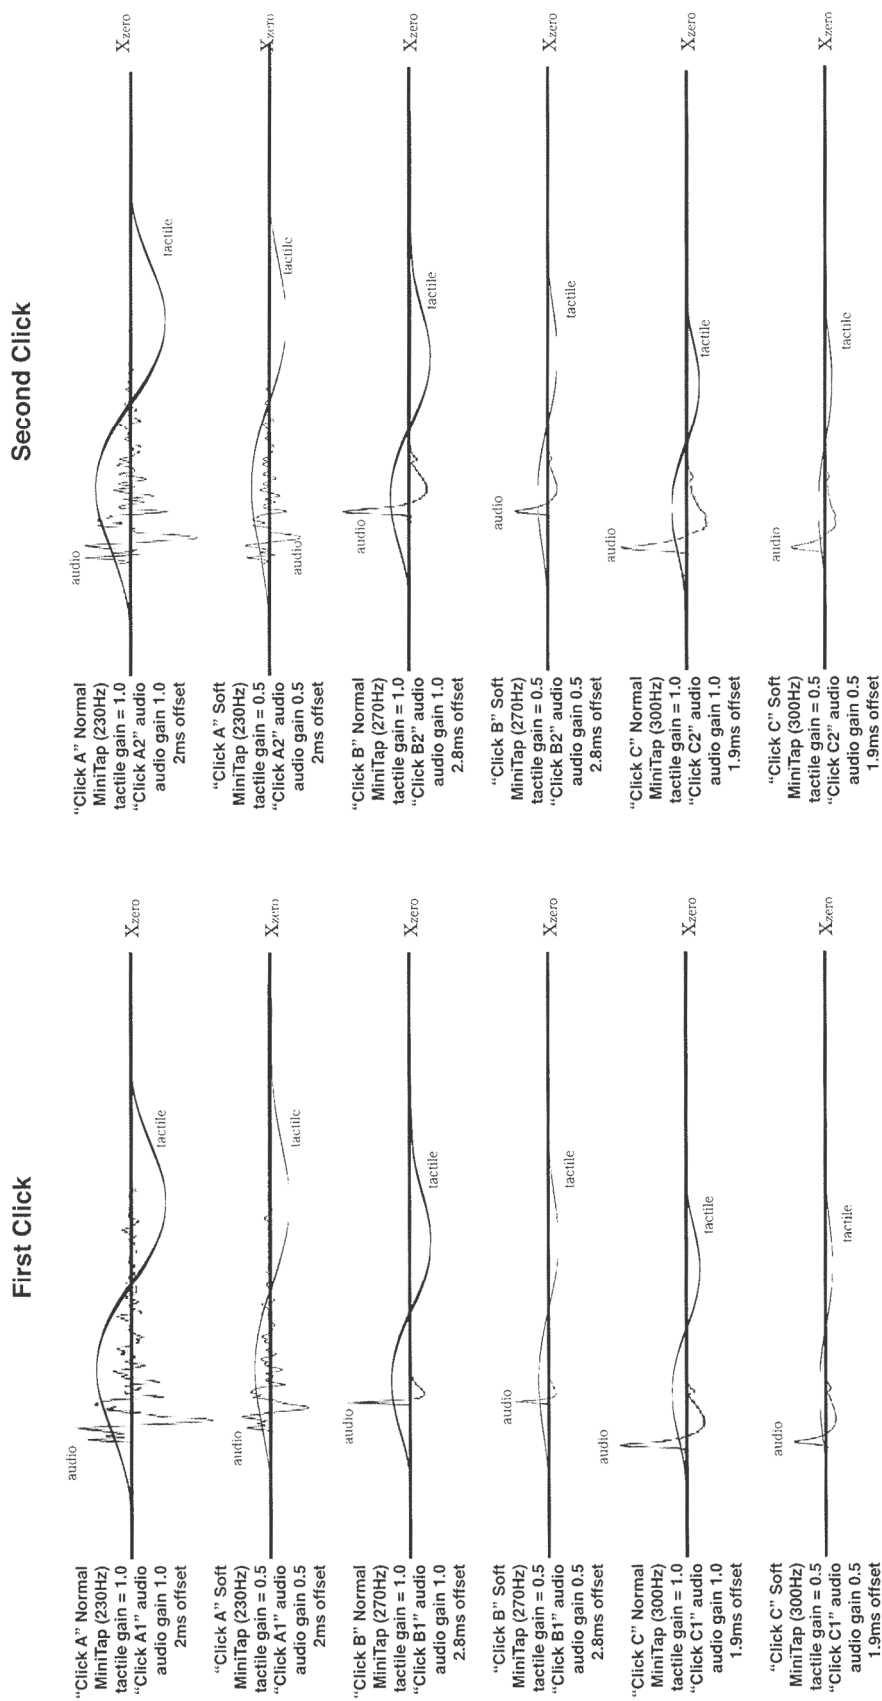 First Click
"Click A" Normal
MiniTap (230Hz)
tactile gain = 1.0
"Click A1" audio
audio gain 1.0
2ms offset
audio
tactile
Xzero
"Click A" Soft
MiniTap (230Hz)
tactile gain = 0.5
"Click A1" audio
audio gain 0.5
2ms offset
audio
tactile
Xzero
"Click B" Normal
MiniTap (270Hz)
tactile gain = 1.0
"Click B1" audio
audio gain 1.0
2.8ms offset
audio
tactile
Xzero
"Click B" Soft
MiniTap (270Hz)
tactile gain = 0.5
"Click B1" audio
audio gain 0.5
2.8ms offset
audio
tactile
Xzero
"Click C" Normal
MiniTap (300Hz)
tactile gain = 1.0
"Click C1" audio
audio gain 1.0
1.9ms offset
audio
tactile
Xzero
"Click C" Soft
MiniTap (300Hz)
tactile gain = 0.5
"Click C1" audio
audio gain 0.5
1.9ms offset
audio
tactile
Xzero
Second Click
"Click A" Normal
MiniTap (230Hz)
tactile gain = 1.0
"Click A2" audio
audio gain 1.0
2ms offset
audio
tactile
Xzero
"Click A" Soft
MiniTap (230Hz)
tactile gain = 0.5
"Click A2" audio
audio gain 0.5
2ms offset
audio
tactile
Xzero
"Click B" Normal
MiniTap (270Hz)
tactile gain = 1.0
"Click B2" audio
audio gain 1.0
2.8ms offset
audio
tactile
Xzero
"Click B" Soft
MiniTap (270Hz)
tactile gain = 0.5
"Click B2" audio
audio gain 0.5
2.8ms offset
audio
tactile
Xzero
"Click C" Normal
MiniTap (300Hz)
tactile gain = 1.0
"Click C2" audio
audio gain 1.0
1.9ms offset
audio
tactile
Xzero
"Click C" Soft
MiniTap (300Hz)
tactile gain = 0.5
"Click C2" audio
audio gain 0.5
1.9ms offset
audio
tactile
Xzero